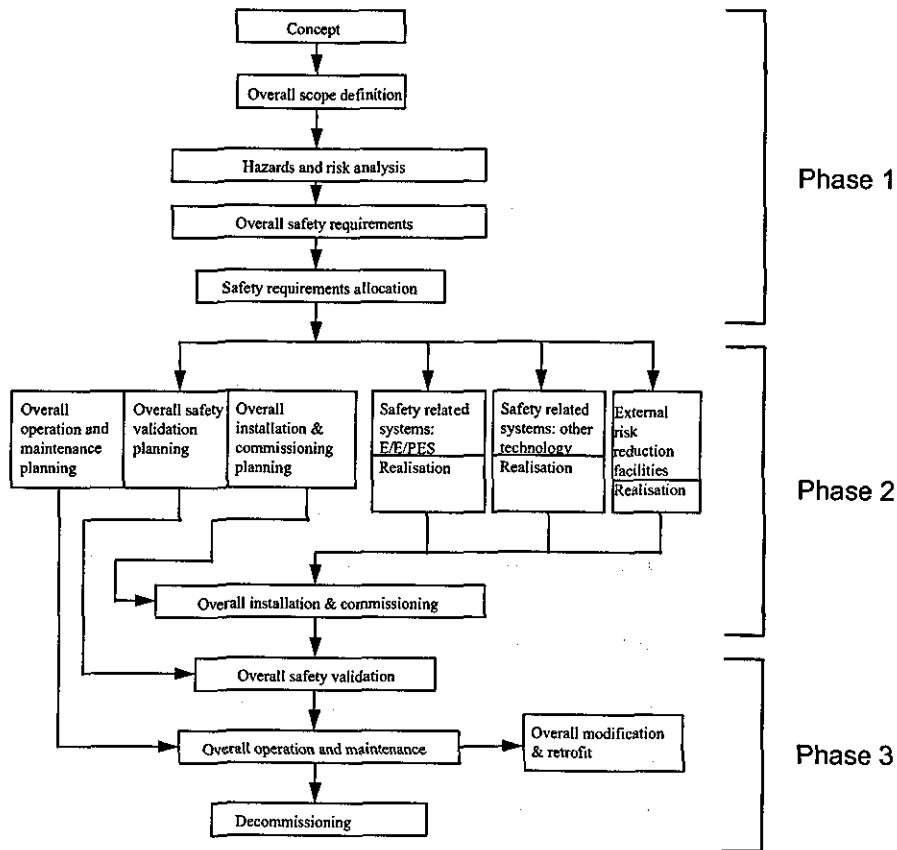 Concept
Overall scope definition
Hazards and risk analysis
Overall safety requirements
Safety requirements allocation
Phase 1
Overall
operation and
maintenance
planning
Overall safety
validation
planning
Overall
installation &
commissioning
planning
Safety related
systems:
E/E/PES
Realisation
Safety related
systems: other
technology
Realisation
External
risk
reduction
facilities
Realisation
Phase 2
Overall installation & commissioning
Overall safety validation
Overall operation and maintenance
Overall modification
& retrofit
Decommissioning
Phase 3